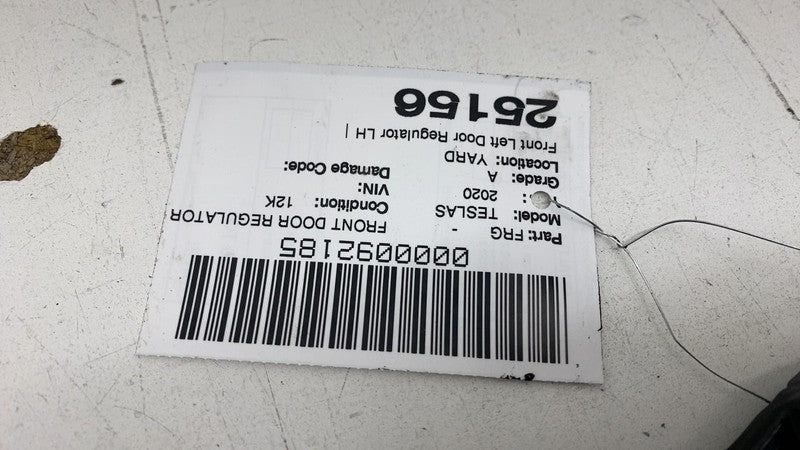 0000092185
Part: FRG - FRONT DOOR REGULATOR
Model: TESLAS Condition: 12K
: 2020 VIN:
Grade: A Damage Code:
Location: YARD
Front Left Door Regulator LH |
25156